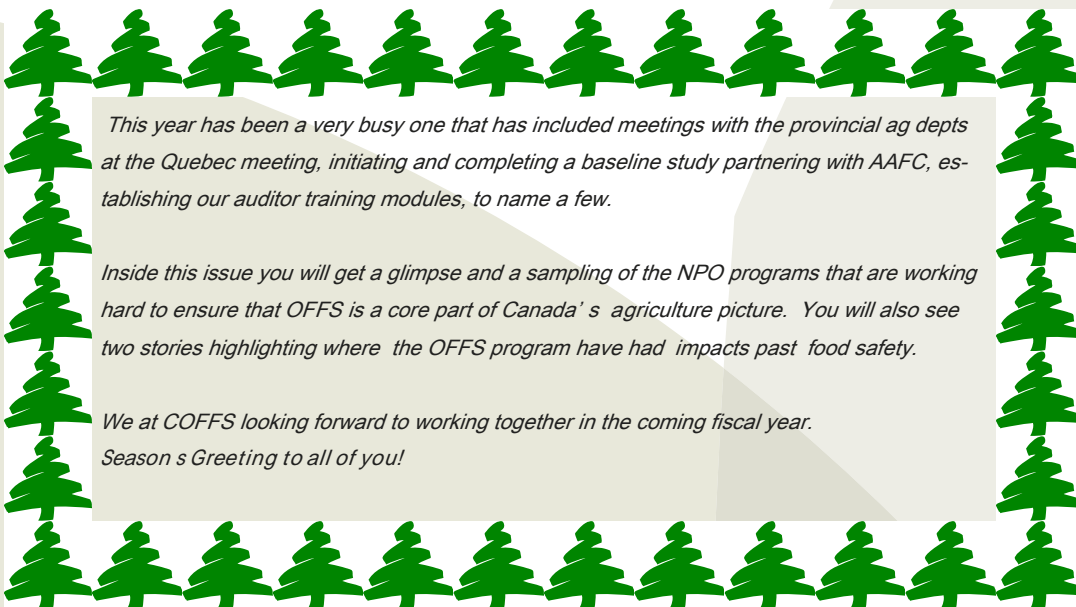 This year has been a very busy one that has included meetings with the provincial ag depts
at the Quebec meeting, initiating and completing a baseline study partnering with AAFC, es-
tablishing our auditor training modules, to name a few.
Inside this issue you will get a glimpse and a sampling of the NPO programs that are working
hard to ensure that OFFS is a core part of Canada's agriculture picture. You will also see
two stories highlighting where the OFFS program have had impacts past food safety.
We at COFFS looking forward to working together in the coming fiscal year.
Season s Greeting to all of you!